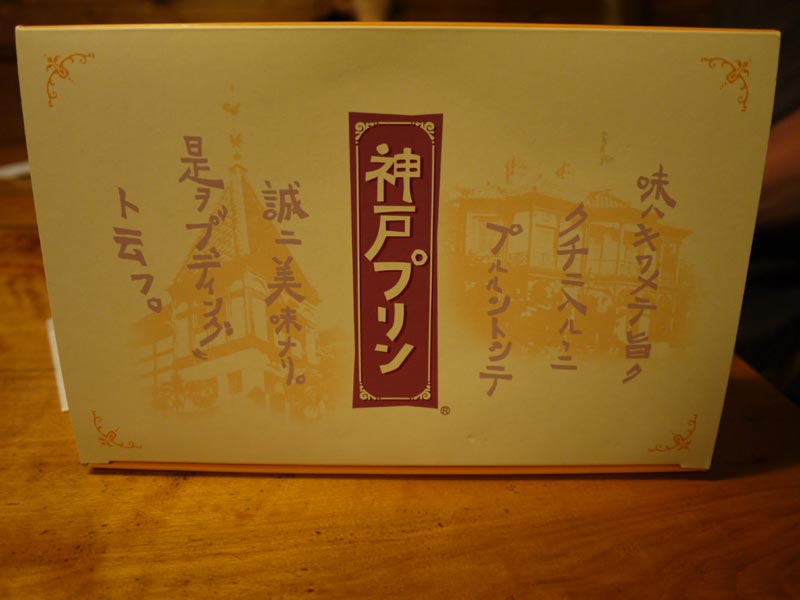 味ハキワメテ旨ク
クチニ入ルヽニ
プルルントシテ
神戸プリン
®
誠ニ美味ナリ。
是ヲプディング
ト云フ。